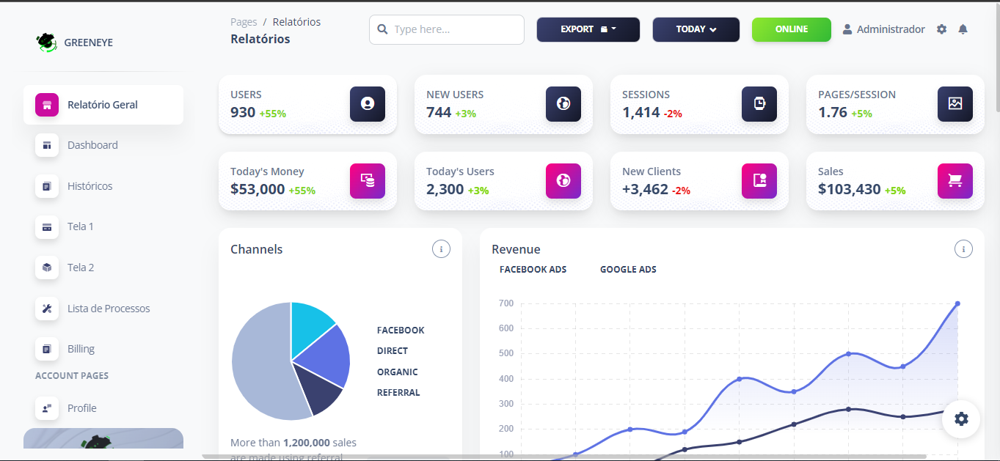 GREENEYE
Relatório Geral
Dashboard
Históricos
Tela 1
Tela 2
Lista de Processos
Billing
ACCOUNT PAGES
Profile
Pages / Relatórios
Relatórios
Type here...
EXPORT
TODAY
ONLINE
Administrador
USERS
930 +55%
NEW USERS
744 +3%
SESSIONS
1,414 -2%
PAGES/SESSION
1.76 +5%
Today's Money
$53,000 +55%
Today's Users
2,300 +3%
New Clients
+3,462 -2%
Sales
$103,430 +5%
Channels
FACEBOOK
DIRECT
ORGANIC
REFERRAL
More than 1,200,000 sales
are made using referral
Revenue
FACEBOOK ADS
GOOGLE ADS
700
600
500
400
300
200
100